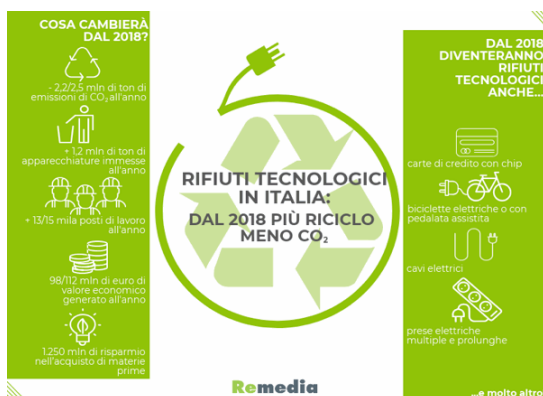 COSA CAMBIERÀ
DAL 2018?
- 2,2/2,5 mln di ton di
emissioni di CO₂ all'anno
+ 1,2 mln di ton di
apparecchiature immesse
all'anno
+ 13/15 mila posti di lavoro
all'anno
98/112 mln di euro di
valore economico
generato all'anno
1.250 mln di risparmio
nell'acquisto di materie
prime
RIFIUTI TECNOLOGICI
IN ITALIA:
DAL 2018 PIÙ RICICLO
MENO CO₂
Remedia
DAL 2018
DIVENTERANNO
RIFIUTI
TECNOLOGICI
ANCHE...
carte di credito con chip
biciclette elettriche o con
pedalata assistita
cavi elettrici
prese elettriche
multiple e prolunghe
...e molto altro